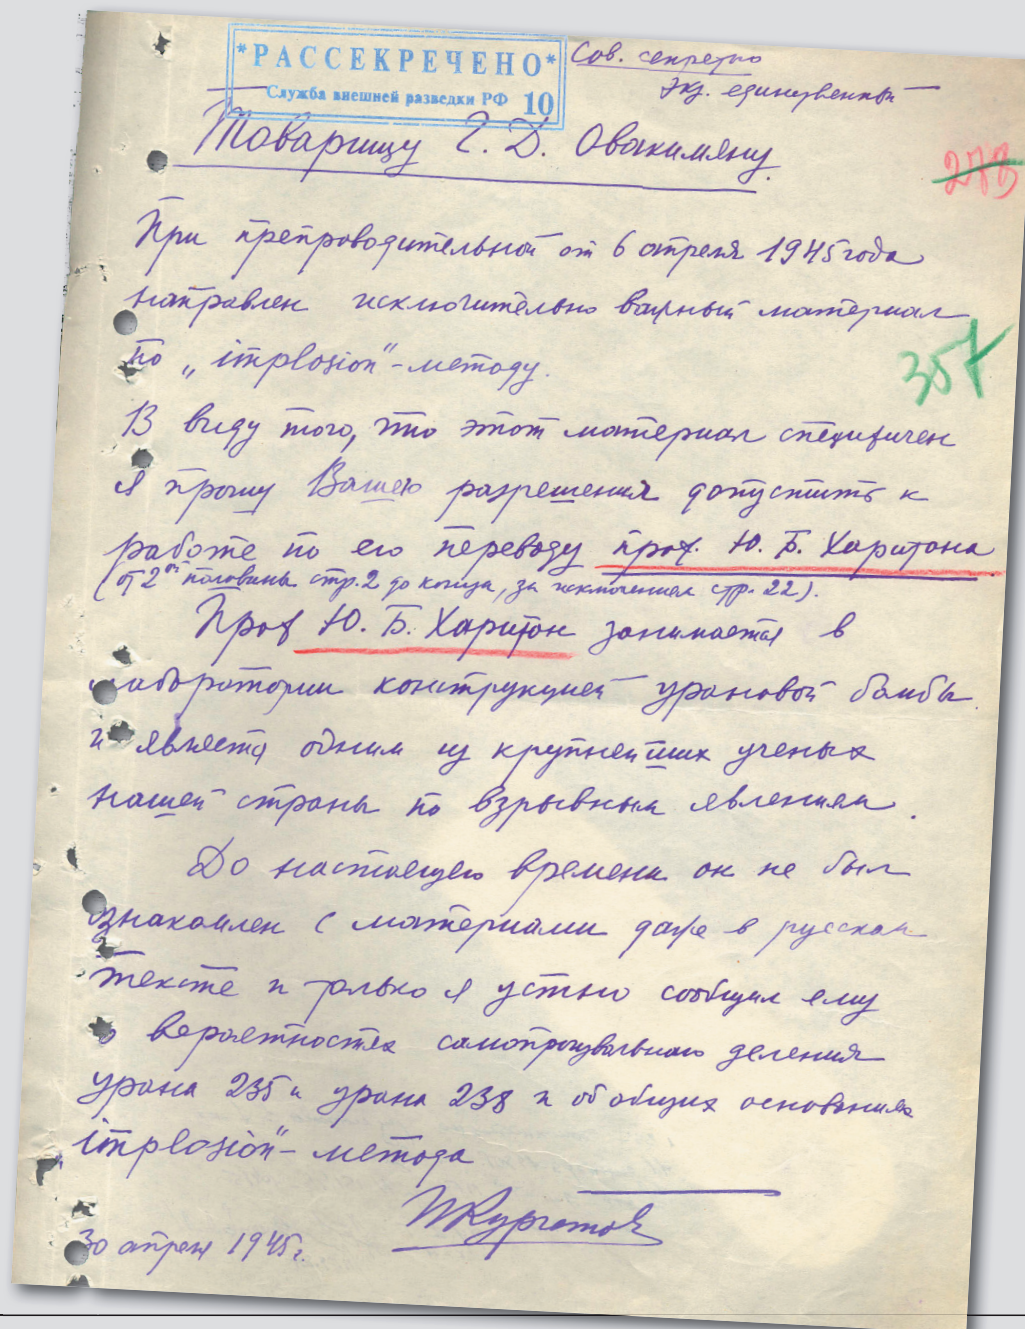 *РАССЕКРЕЧЕНО*
Служба внешней разведки РФ 10
Сов. секретно
Экз. единственный
Товарищу Г. Д. Овакимяну.
273
При препроводительной от 6 апреля 1945 года
направлен исключительно важный материал
357
по „implosion"-методу.
В виду того, что этот материал специфичен
я прошу Вашего разрешения допустить к
работе по его переводу проф. Ю. Б. Харитона
(от 2ой половины стр. 2 до конца, за исключением стр. 22).
Проф Ю. Б. Харитон занимается в
лаборатории конструкцией урановой бомбы
и является одним из крупнейших ученых
нашей страны по взрывным явлениям.
До настоящего времени он не был
ознакомлен с материалами даже в русском
тексте и только я устно сообщил ему
о вероятностях самопроизвольного деления
урана 235 и урана 238 и об общих основаниях
implosion"-метода
ИКурчатов
30 апреля 1945 г.